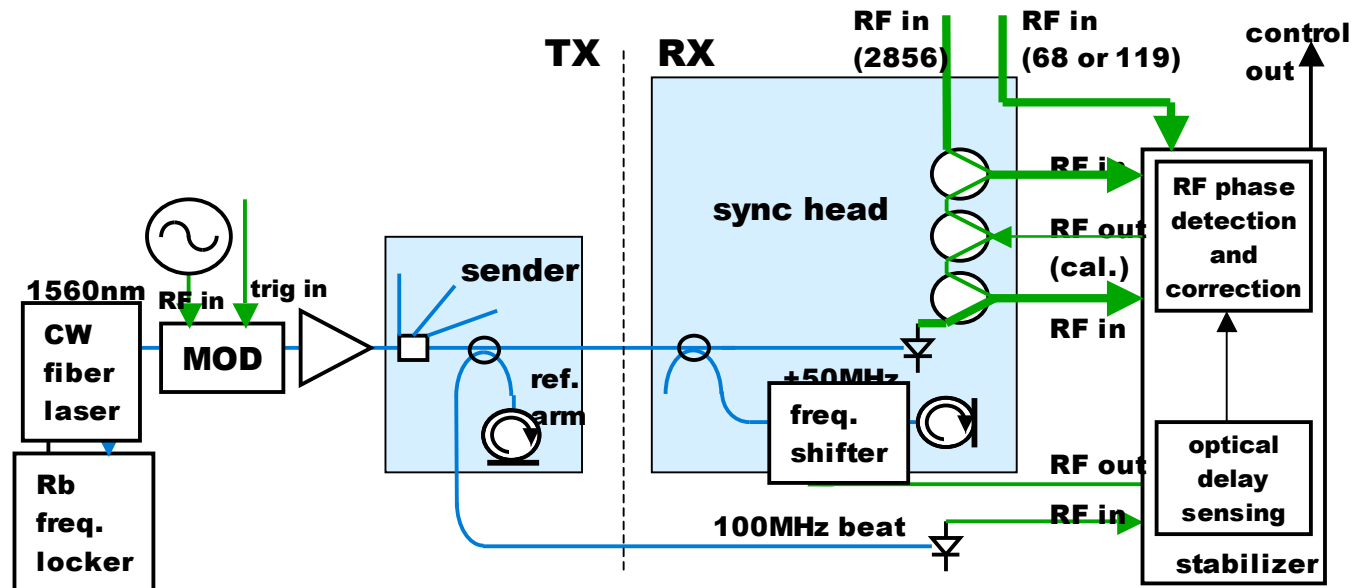 TX
RX
RF in
(2856)
RF in
(68 or 119)
control
out
sync head
RF in
RF out
(cal.)
RF in
RF phase
detection
and
correction
sender
1560nm
RF in
trig in
CW
fiber
laser
MOD
ref.
arm
+50MHz
freq.
shifter
Rb
freq.
locker
RF out
RF in
100MHz beat
optical
delay
sensing
stabilizer